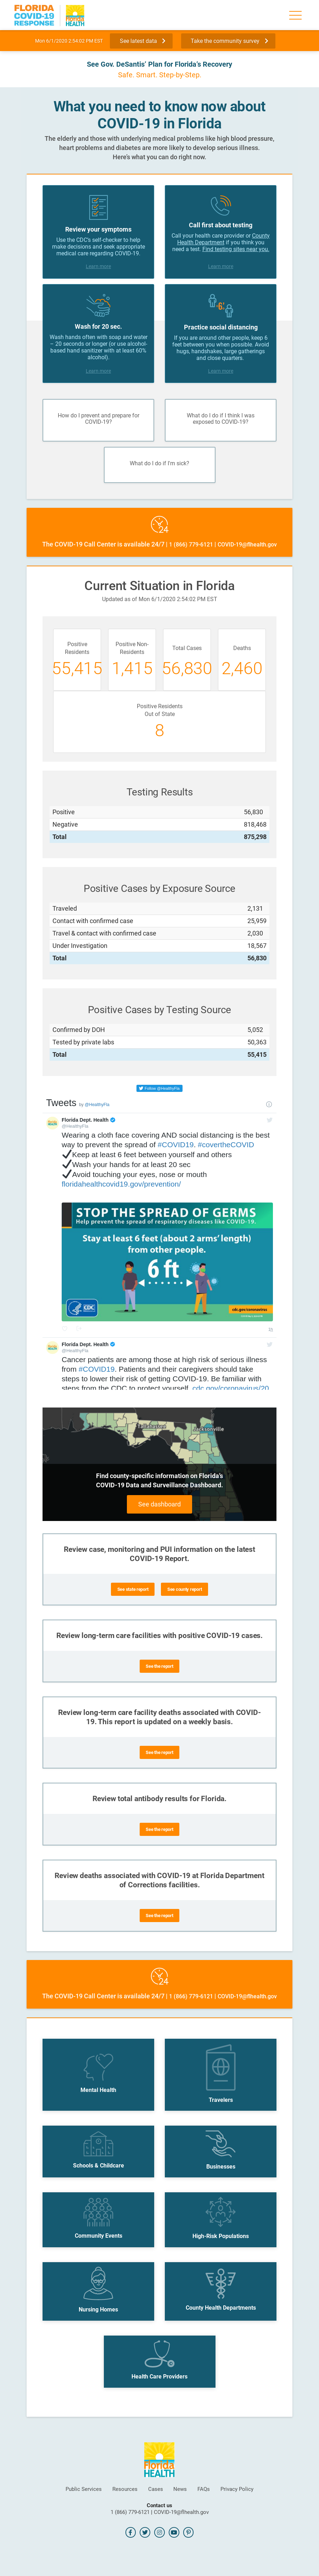 FLORIDA
COVID-19
RESPONSE
Florida
HEALTH
Mon 6/1/2020 2:54:02 PM EST
See latest data
Take the community survey
See Gov. DeSantis' Plan for Florida's Recovery
Safe. Smart. Step-by-Step.
What you need to know now about
COVID-19 in Florida
The elderly and those with underlying medical problems like high blood pressure,
heart problems and diabetes are more likely to develop serious illness.
Here's what you can do right now.
Review your symptoms
Use the CDC's self-checker to help
make decisions and seek appropriate
medical care regarding COVID-19.
Learn more
Call first about testing
Call your health care provider or County
Health Department if you think you
need a test. Find testing sites near you.
Learn more
Wash for 20 sec.
Wash hands often with soap and water
– 20 seconds or longer (or use alcohol-
based hand sanitizer with at least 60%
alcohol).
Learn more
Practice social distancing
If you are around other people, keep 6
feet between you when possible. Avoid
hugs, handshakes, large gatherings
and close quarters.
Learn more
How do I prevent and prepare for
COVID-19?
What do I do if I think I was
exposed to COVID-19?
What do I do if I'm sick?
24
The COVID-19 Call Center is available 24/7 | 1 (866) 779-6121 | COVID-19@flhealth.gov
Current Situation in Florida
Updated as of Mon 6/1/2020 2:54:02 PM EST
Positive
Residents
55,415
Positive Non-
Residents
1,415
Total Cases
56,830
Deaths
2,460
Positive Residents
Out of State
8
Testing Results
Positive 56,830
Negative 818,468
Total 875,298
Positive Cases by Exposure Source
Traveled 2,131
Contact with confirmed case 25,959
Travel & contact with confirmed case 2,030
Under Investigation 18,567
Total 56,830
Positive Cases by Testing Source
Confirmed by DOH 5,052
Tested by private labs 50,363
Total 55,415
Follow @HealthyFla
Tweets by @HealthyFla
Florida Dept. Health
@HealthyFla
Wearing a cloth face covering AND social distancing is the best
way to prevent the spread of #COVID19. #covertheCOVID
✔Keep at least 6 feet between yourself and others
✔Wash your hands for at least 20 sec
✔Avoid touching your eyes, nose or mouth
floridahealthcovid19.gov/prevention/
STOP THE SPREAD OF GERMS
Help prevent the spread of respiratory diseases like COVID-19.
Stay at least 6 feet (about 2 arms' length)
from other people.
6 ft
CDC
cdc.gov/coronavirus
Florida Dept. Health
@HealthyFla
Cancer patients are among those at high risk of serious illness
from #COVID19. Patients and their caregivers should take
steps to lower their risk of getting COVID-19. Be familiar with
steps from the CDC to protect yourself. cdc.gov/coronavirus/20
Tallahassee
Jacksonville
Find county-specific information on Florida's
COVID-19 Data and Surveillance Dashboard.
See dashboard
Review case, monitoring and PUI information on the latest
COVID-19 Report.
See state report
See county report
Review long-term care facilities with positive COVID-19 cases.
See the report
Review long-term care facility deaths associated with COVID-
19. This report is updated on a weekly basis.
See the report
Review total antibody results for Florida.
See the report
Review deaths associated with COVID-19 at Florida Department
of Corrections facilities.
See the report
24
The COVID-19 Call Center is available 24/7 | 1 (866) 779-6121 | COVID-19@flhealth.gov
Mental Health
Travelers
Schools & Childcare
Businesses
Community Events
High-Risk Populations
Nursing Homes
County Health Departments
Health Care Providers
Florida
HEALTH
Public Services Resources Cases News FAQs Privacy Policy
Contact us
1 (866) 779-6121 | COVID-19@flhealth.gov